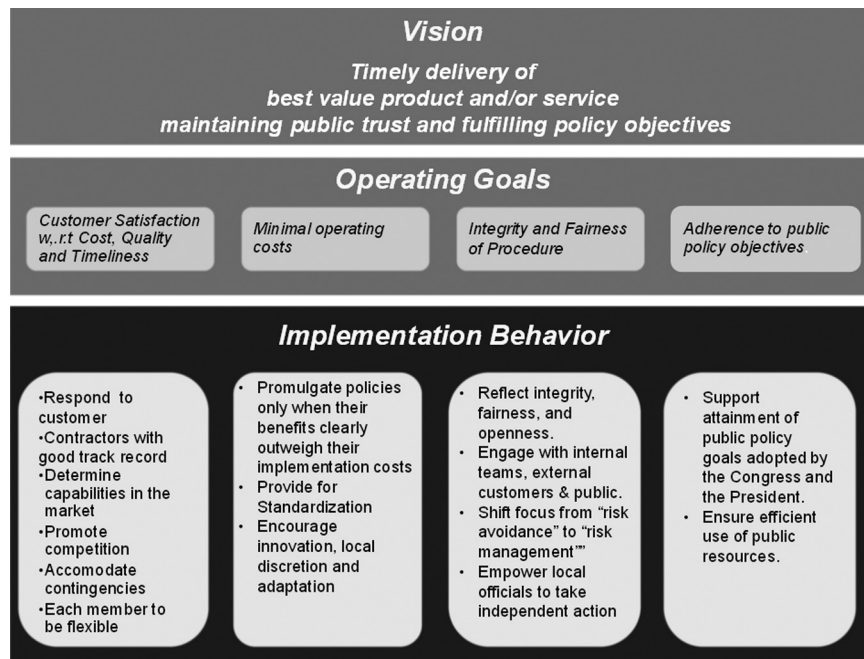 Vision
Timely delivery of
best value product and/or service
maintaining public trust and fulfilling policy objectives
Operating Goals
Customer Satisfaction
w,.r.t Cost, Quality
and Timeliness
Minimal operating
costs
Integrity and Fairness
of Procedure
Adherence to public
policy objectives.
Implementation Behavior
•Respond to
customer
•Contractors with
good track record
•Determine
capabilities in the
market
•Promote
competition
•Accomodate
contingencies
•Each member to
be flexible
• Promulgate policies
only when their
benefits clearly
outweigh their
implementation costs
• Provide for
Standardization
• Encourage
innovation, local
discretion and
adaptation
• Reflect integrity,
fairness, and
openness.
• Engage with internal
teams, external
customers & public.
• Shift focus from “risk
avoidance” to “risk
management””
• Empower local
officials to take
independent action
• Support
attainment of
public policy
goals adopted by
the Congress and
the President.
• Ensure efficient
use of public
resources.